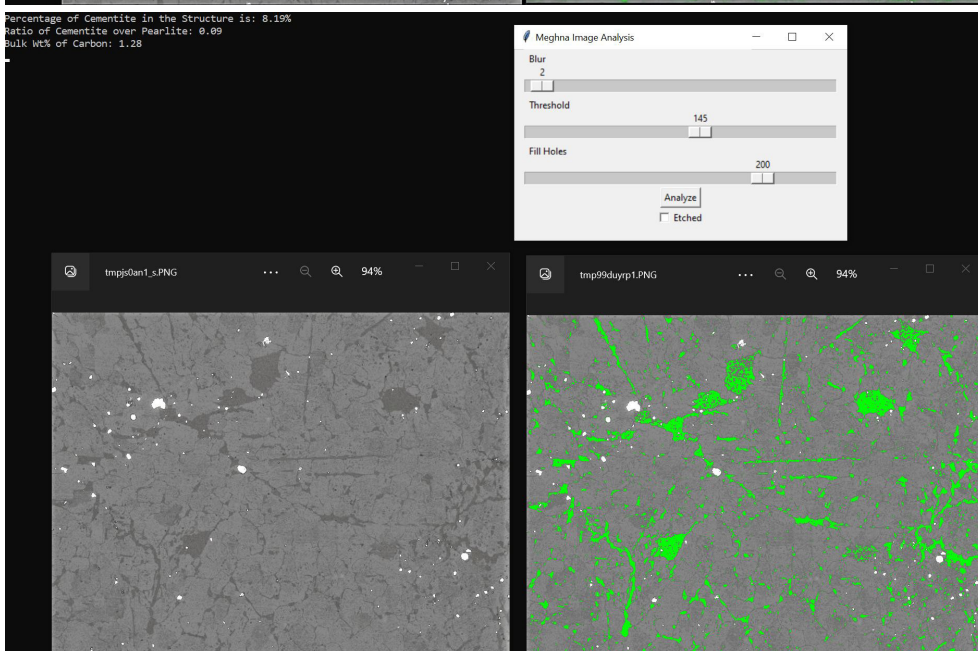 Percentage of Cementite in the Structure is: 8.19%
Ratio of Cementite over Pearlite: 0.09
Bulk Wt% of Carbon: 1.28
Meghna Image Analysis
Blur
2
Threshold
145
Fill Holes
200
Analyze
Etched
tmpjs0an1_s.PNG
94%
tmp99duyrp1.PNG
94%